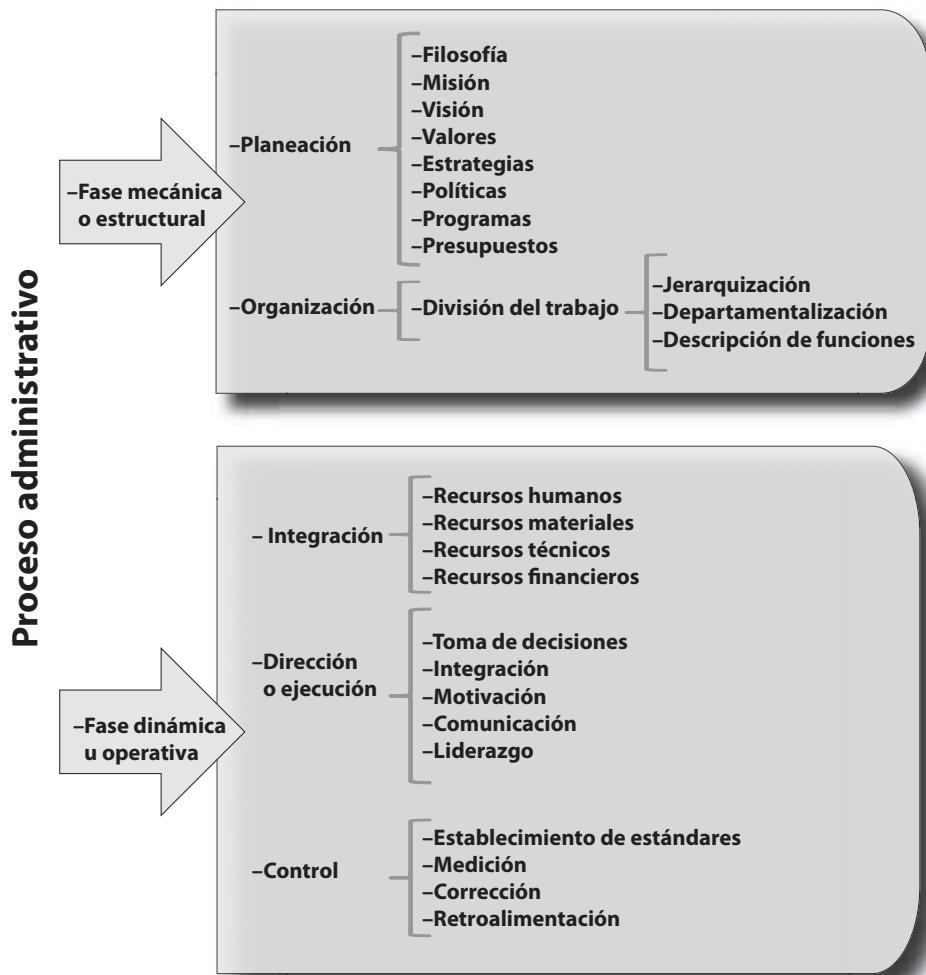 Proceso administrativo
–Fase mecánica
o estructural
–Planeación
–Filosofía
–Misión
–Visión
–Valores
–Estrategias
–Políticas
–Programas
–Presupuestos
–Organización
–División del trabajo
–Jerarquización
–Departamentalización
–Descripción de funciones
–Fase dinámica
u operativa
– Integración
–Recursos humanos
–Recursos materiales
–Recursos técnicos
–Recursos financieros
–Dirección
o ejecución
–Toma de decisiones
–Integración
–Motivación
–Comunicación
–Liderazgo
–Control
–Establecimiento de estándares
–Medición
–Corrección
–Retroalimentación